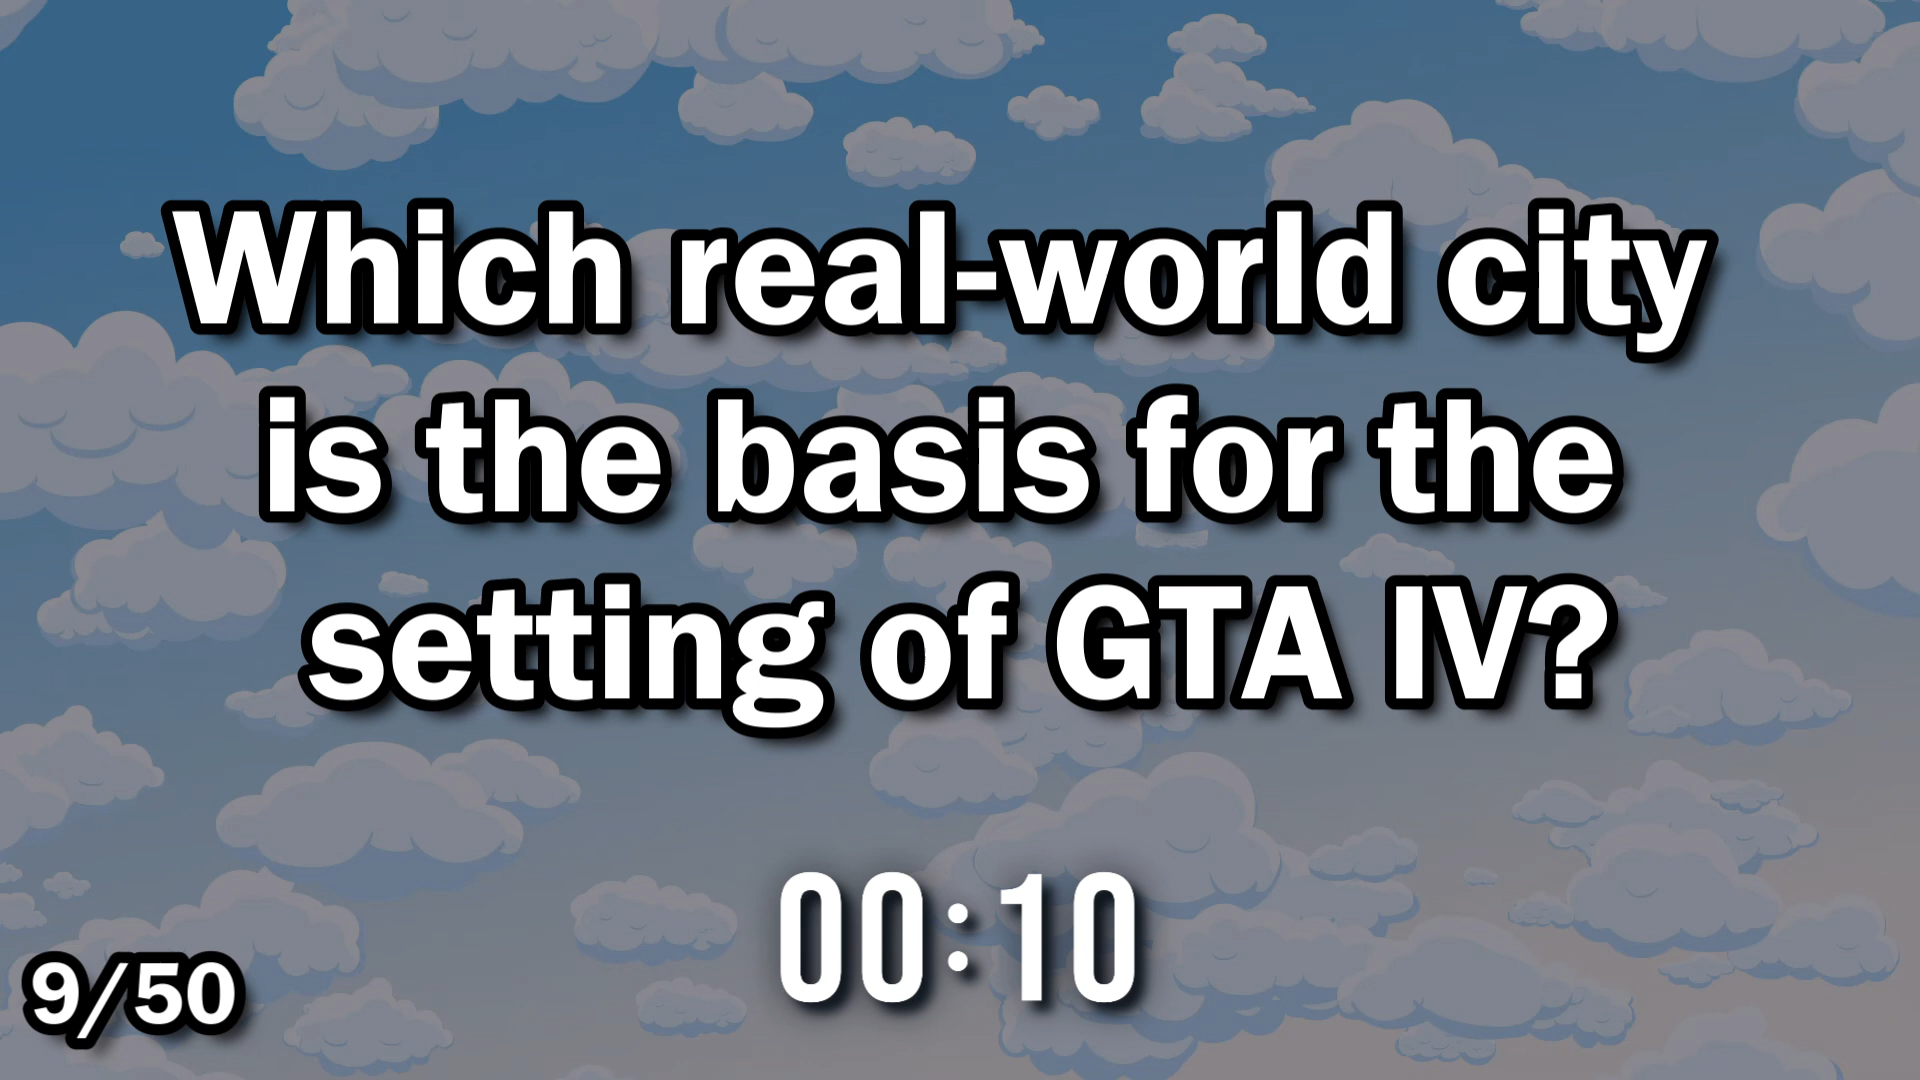 Which real-world city
is the basis for the
setting of GTA IV?
00:10
9/50